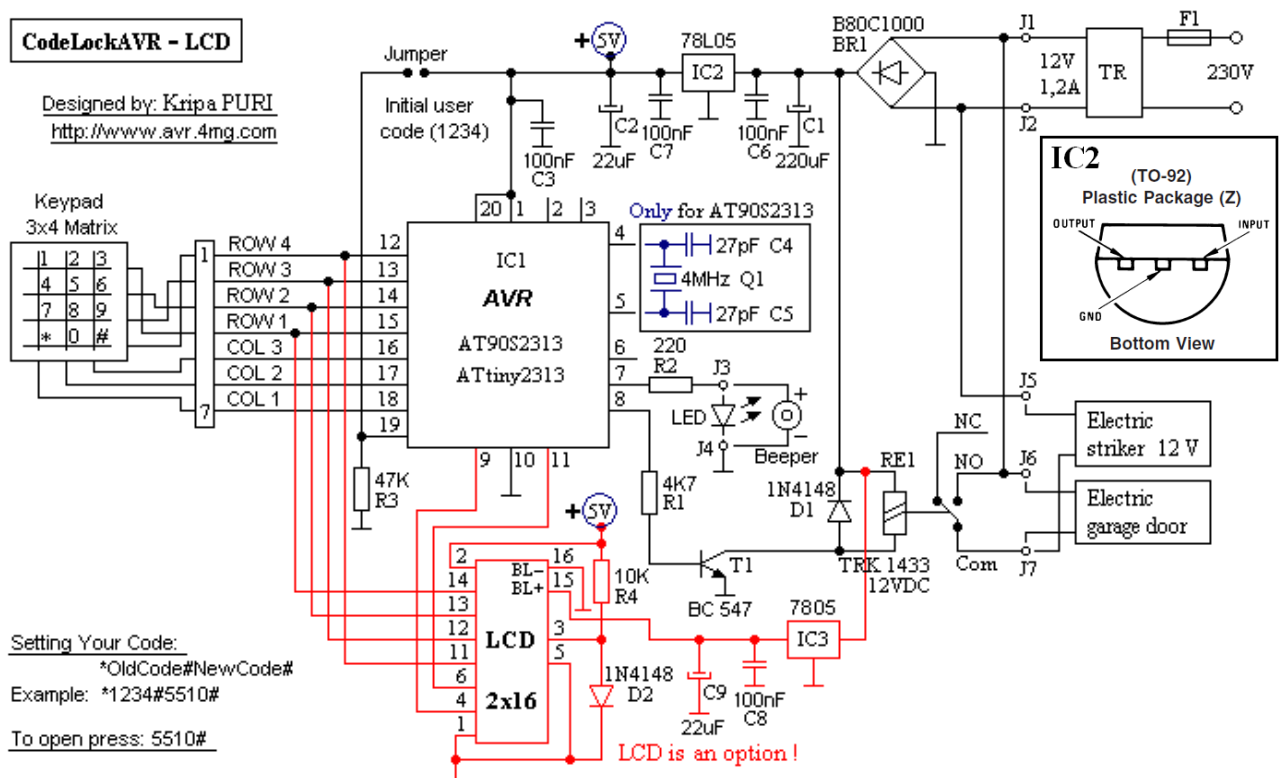 CodeLockAVR - LCD
Designed by: Kripa PURI
http://www.avr.4mg.com
Jumper
Initial user
code (1234)
+ 5V
78L05
IC2
B80C1000
BR1
J1
12V
1,2A
J2
TR
F1
230V
100nF
C3
C2
22uF
100nF
C7
100nF
C6
C1
220uF
IC2
(TO-92)
Plastic Package (Z)
OUTPUT
INPUT
GND
Bottom View
Keypad
3x4 Matrix
1 2 3
4 5 6
7 8 9
* 0 #
1
7
ROW 4
ROW 3
ROW 2
ROW 1
COL 3
COL 2
COL 1
12
13
14
15
16
17
18
19
20 1 2 3
IC1
AVR
AT90S2313
ATtiny2313
4
5
6
7
8
9 10 11
Only for AT90S2313
27pF C4
4MHz Q1
27pF C5
220
R2
J3
LED
J4
+
−
Beeper
47K
R3
4K7
R1
1N4148
D1
RE1
TRK 1433
12VDC
T1
BC 547
NC
NO
Com
J5
J6
J7
Electric
striker 12 V
Electric
garage door
+ 5V
10K
R4
2
14
13
12
11
6
4
1
LCD
2x16
BL-
BL+
16
15
3
5
1N4148
D2
7805
IC3
C9
22uF
100nF
C8
LCD is an option !
Setting Your Code:
*OldCode#NewCode#
Example: *1234#5510#
To open press: 5510#